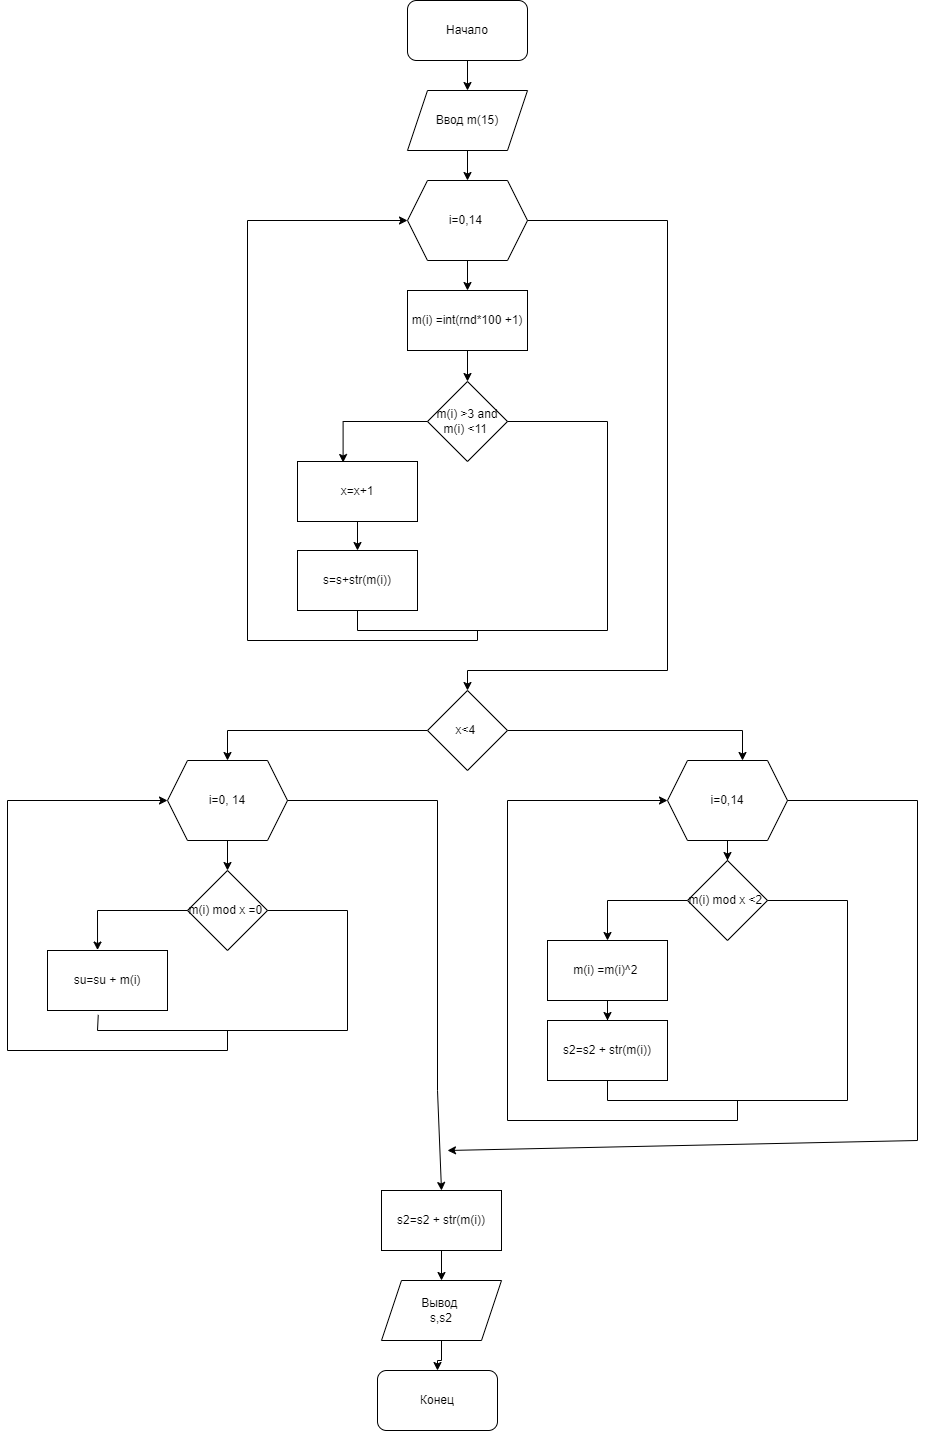 Начало
Ввод m(15)
i=0,14
m(i) =int(rnd*100 +1)
m(i) >3 and
m(i) <11
x=x+1
s=s+str(m(i))
x<4
i=0, 14
i=0,14
m(i) mod x =0
m(i) mod x <2
su=su + m(i)
m(i) =m(i)^2
s2=s2 + str(m(i))
s2=s2 + str(m(i))
Вывод
s,s2
Конец